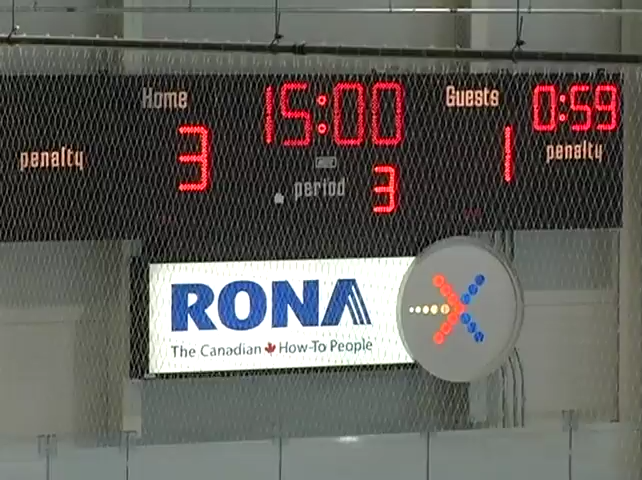 Home 15:00 Guests 0:59
penalty 3 period 3 1 penalty
RONA
The Canadian How-To People